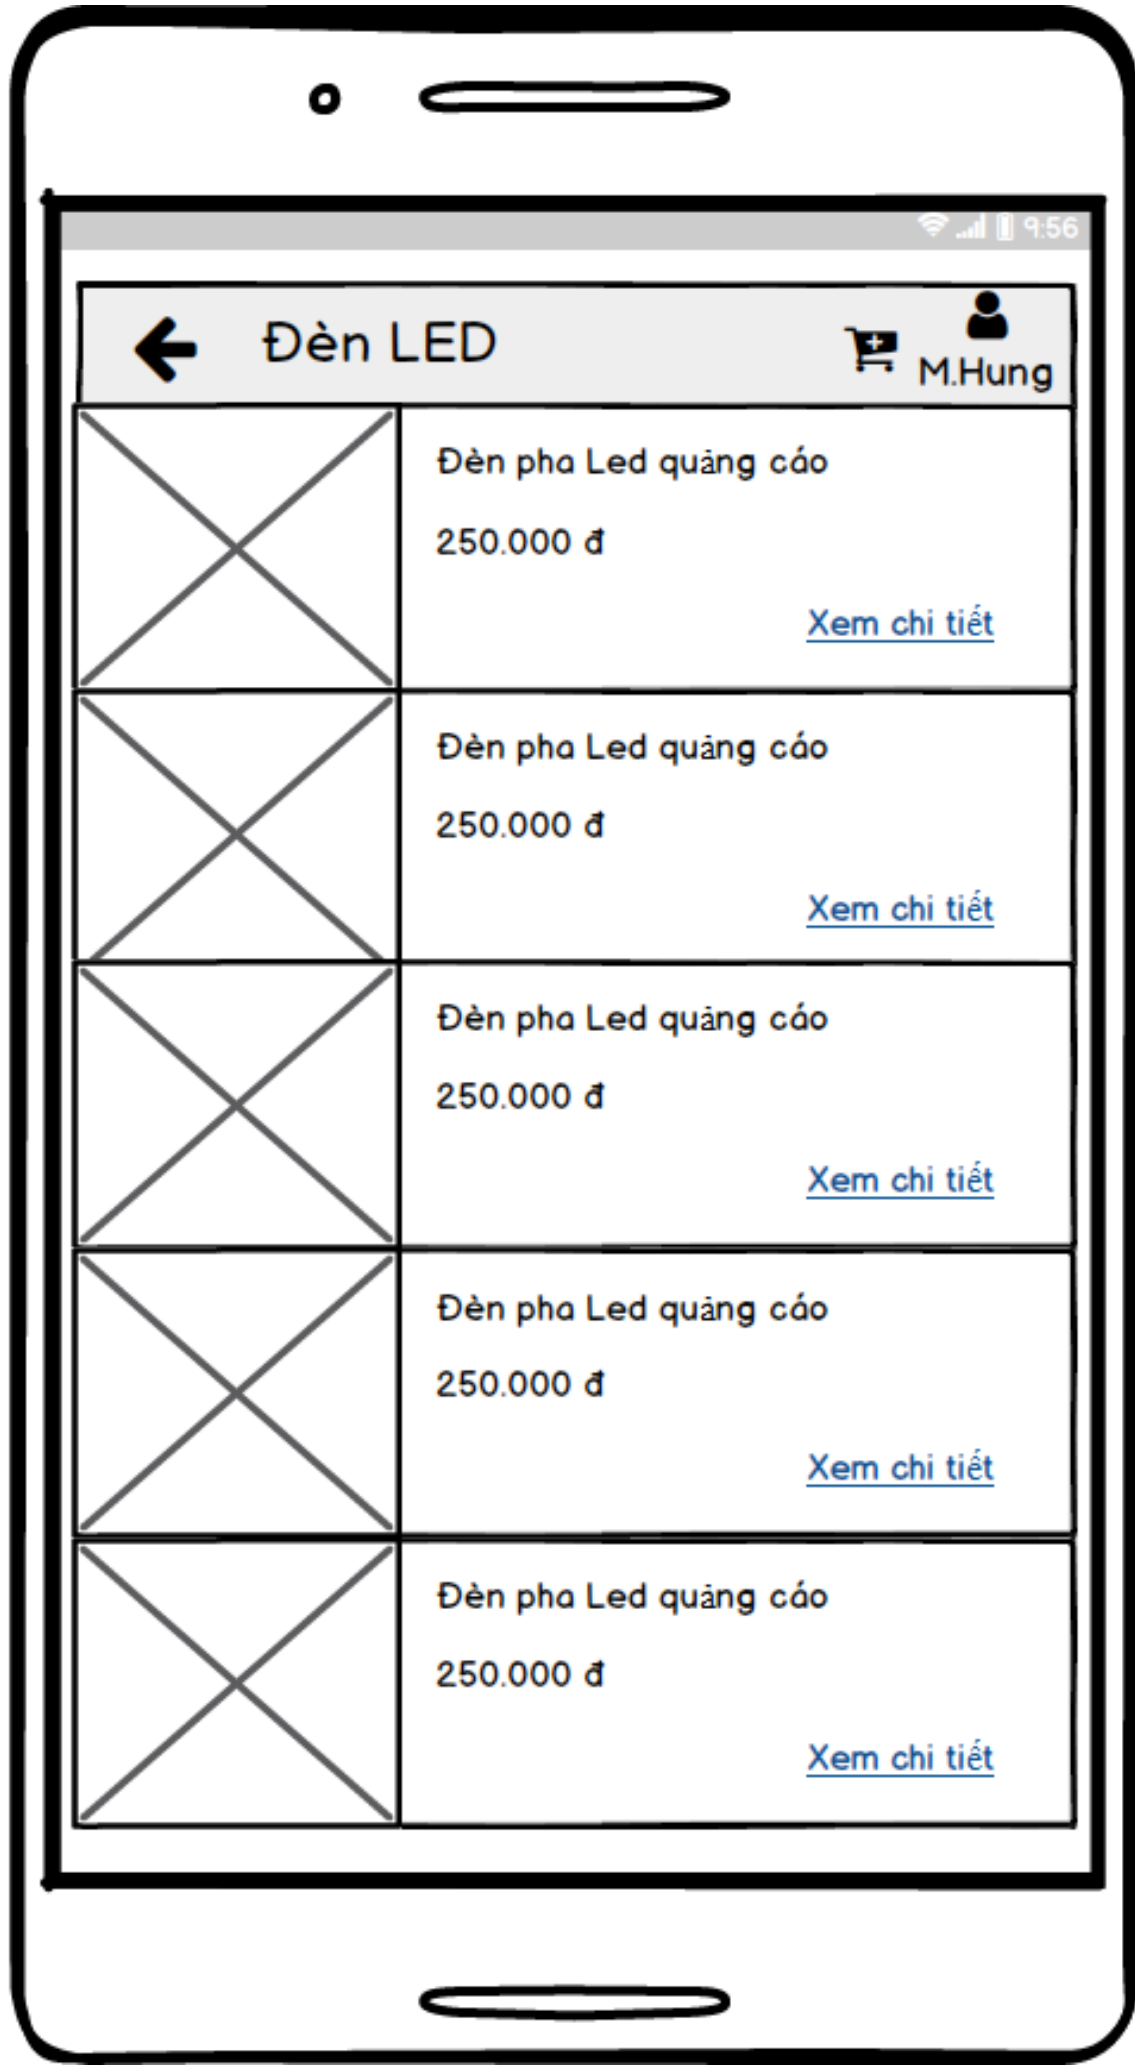 9:56
Đèn LED
M.Hung
Đèn pha Led quảng cáo
250.000 đ
Xem chi tiết
Đèn pha Led quảng cáo
250.000 đ
Xem chi tiết
Đèn pha Led quảng cáo
250.000 đ
Xem chi tiết
Đèn pha Led quảng cáo
250.000 đ
Xem chi tiết
Đèn pha Led quảng cáo
250.000 đ
Xem chi tiết